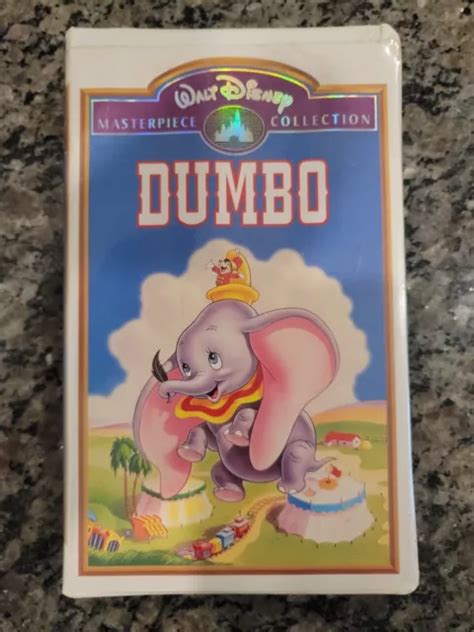 Walt Disney
MASTERPIECE COLLECTION
DUMBO